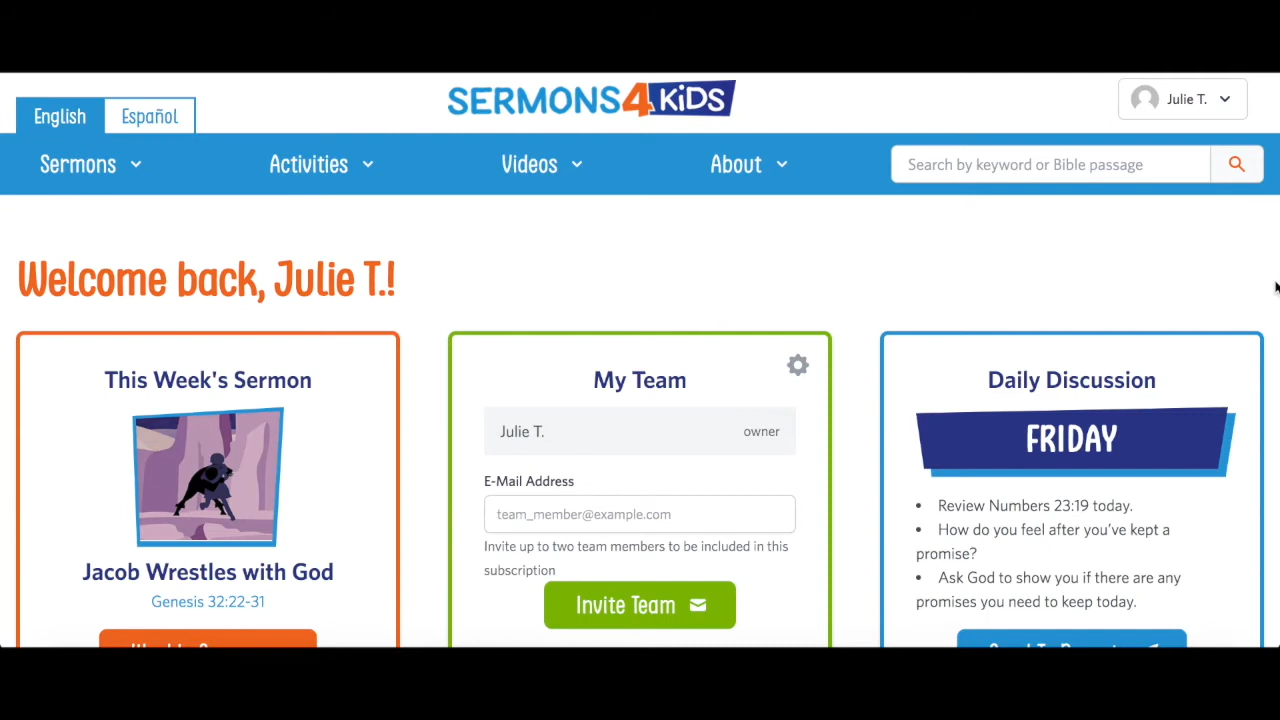 English
Español
SERMONS4KiDS
Julie T.
Sermons
Activities
Videos
About
Search by keyword or Bible passage
Welcome back, Julie T.!
This Week's Sermon
Jacob Wrestles with God
Genesis 32:22-31
My Team
Julie T.
owner
E-Mail Address
team_member@example.com
Invite up to two team members to be included in this
subscription
Invite Team
Daily Discussion
FRIDAY
• Review Numbers 23:19 today.
• How do you feel after you’ve kept a
promise?
• Ask God to show you if there are any
promises you need to keep today.